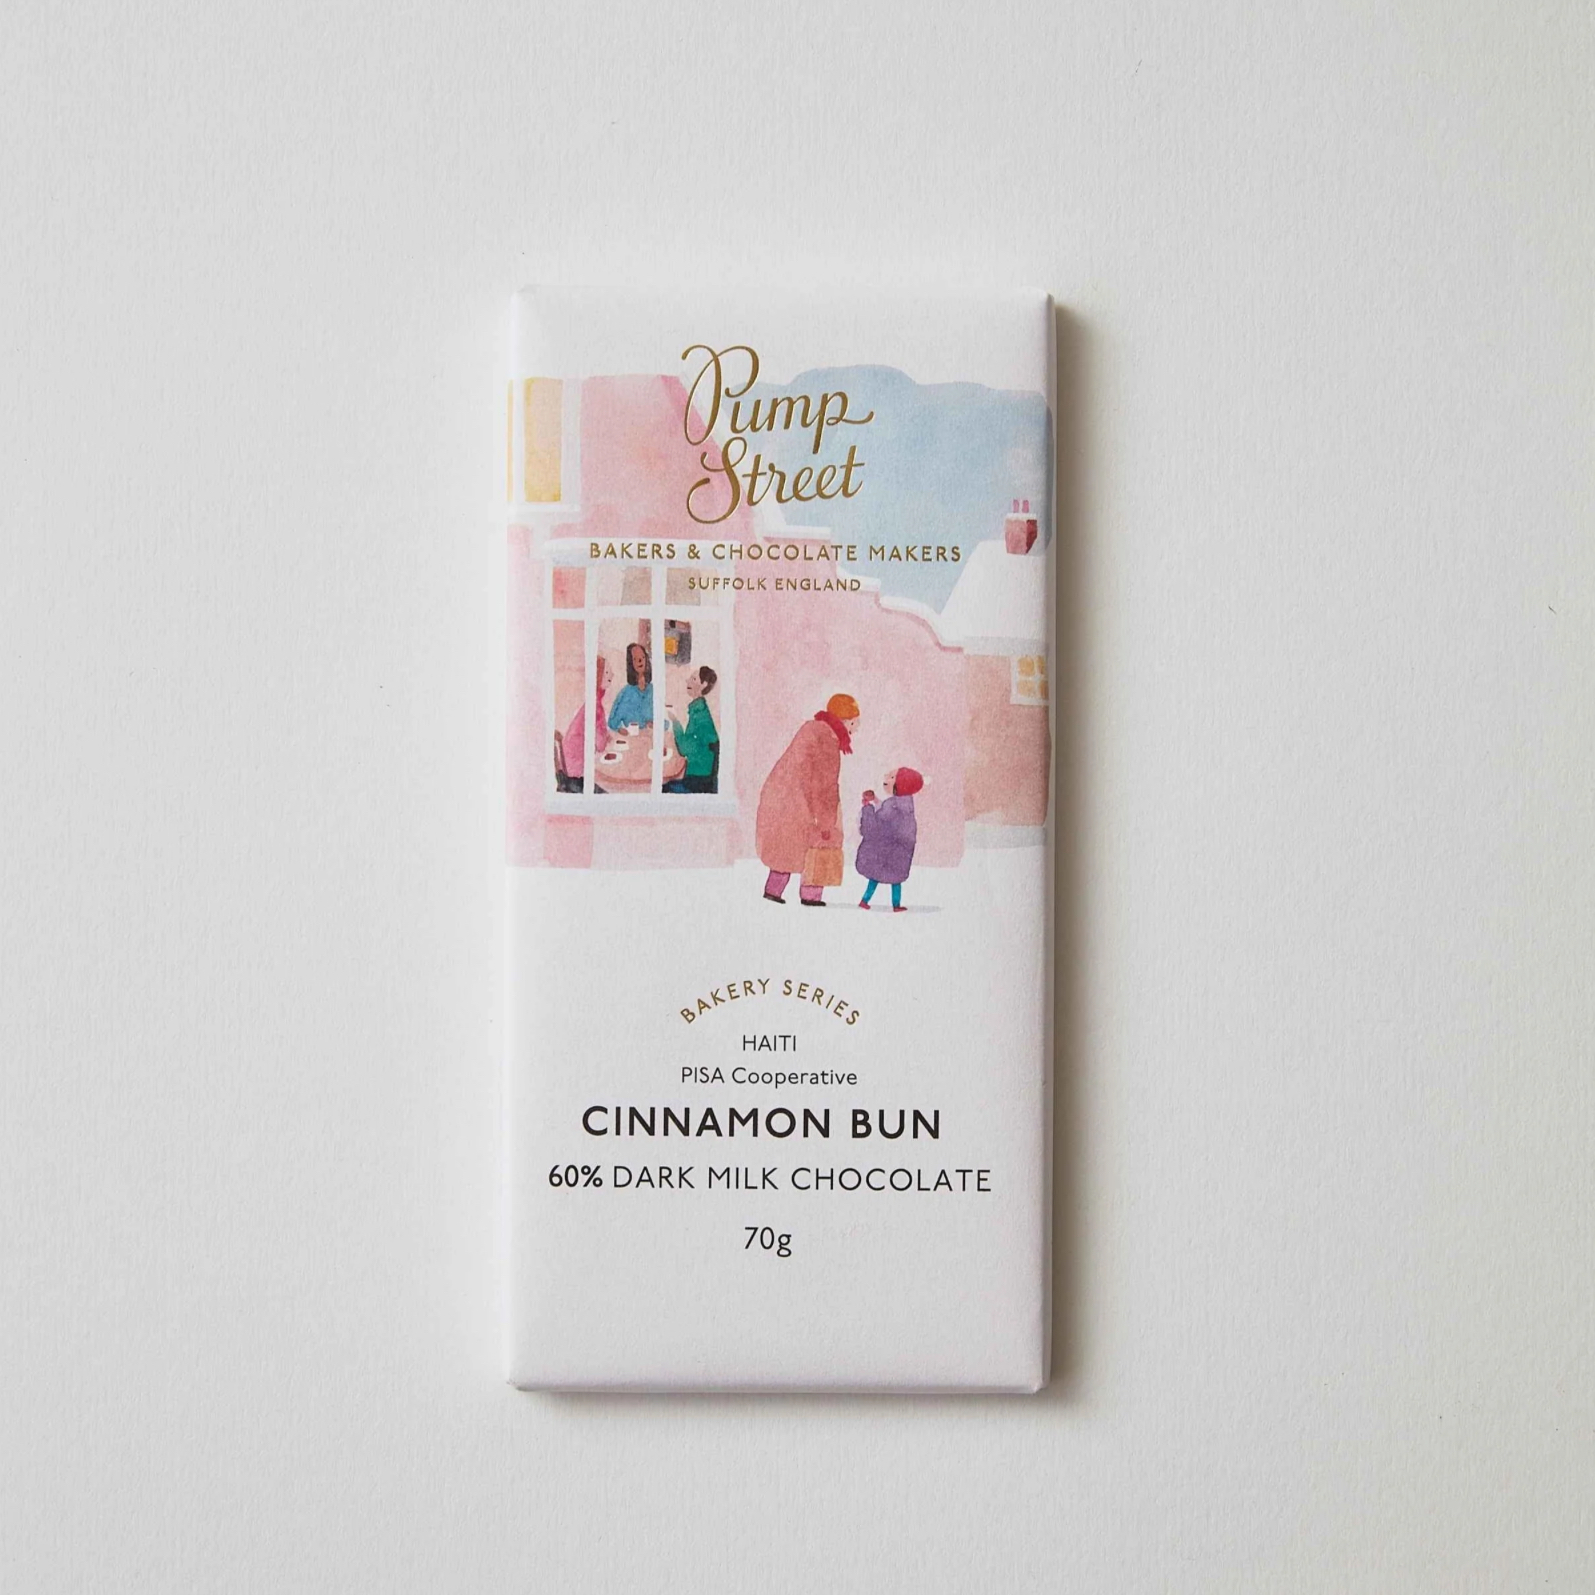 Pump
Street
BAKERS & CHOCOLATE MAKERS
SUFFOLK ENGLAND
BAKERY SERIES
HAITI
PISA Cooperative
CINNAMON BUN
60% DARK MILK CHOCOLATE
70g